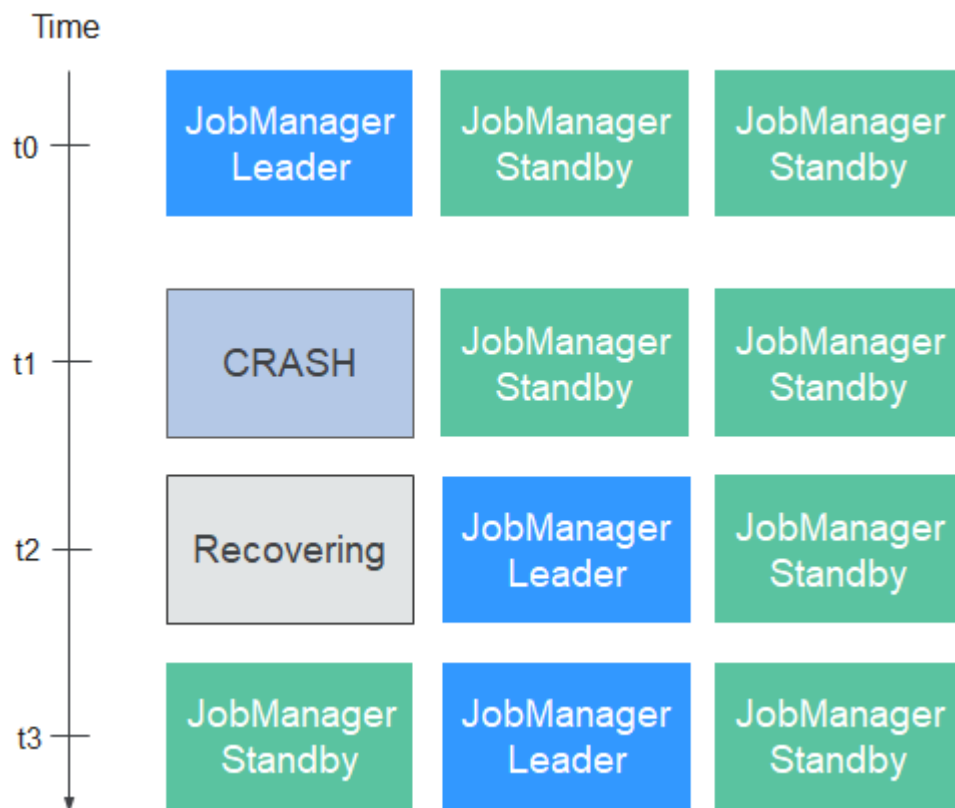 Time
t0
JobManager
Leader
JobManager
Standby
JobManager
Standby
t1
CRASH
JobManager
Standby
JobManager
Standby
t2
Recovering
JobManager
Leader
JobManager
Standby
t3
JobManager
Standby
JobManager
Leader
JobManager
Standby